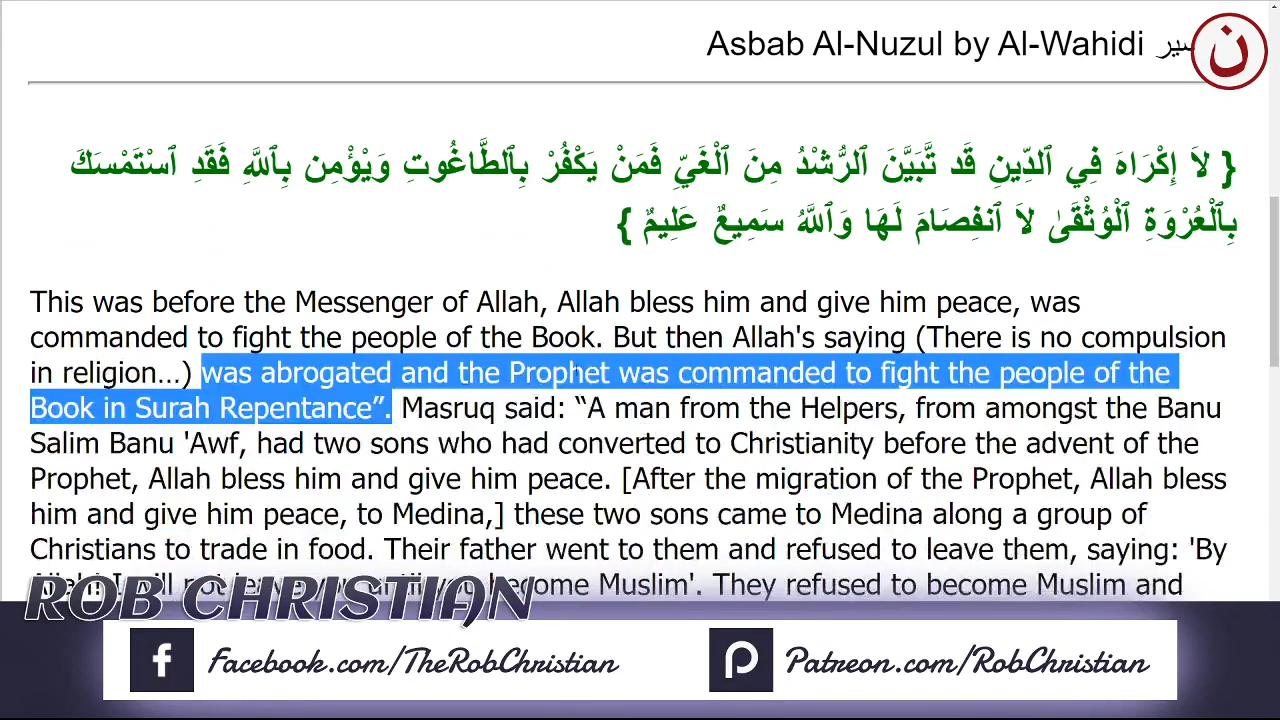 Asbab Al-Nuzul by Al-Wahidi
ن
{ لاَ إِكْرَاهَ فِي ٱلدِّينِ قَد تَّبَيَّنَ ٱلرُّشْدُ مِنَ ٱلْغَيِّ فَمَنْ يَكْفُرْ بِٱلطَّاغُوتِ وَيْؤْمِن بِٱللَّهِ فَقَدِ ٱسْتَمْسَكَ
بِٱلْعُرْوَةِ ٱلْوُثْقَىٰ لاَ ٱنفِصَامَ لَهَا وَٱللَّهُ سَمِيعٌ عَلِيمٌ }
This was before the Messenger of Allah, Allah bless him and give him peace, was
commanded to fight the people of the Book. But then Allah's saying (There is no compulsion
in religion…) was abrogated and the Prophet was commanded to fight the people of the
Book in Surah Repentance”. Masruq said: “A man from the Helpers, from amongst the Banu
Salim Banu 'Awf, had two sons who had converted to Christianity before the advent of the
Prophet, Allah bless him and give him peace. [After the migration of the Prophet, Allah bless
him and give him peace, to Medina,] these two sons came to Medina along a group of
Christians to trade in food. Their father went to them and refused to leave them, saying: 'By
become Muslim'. They refused to become Muslim and
ROB CHRISTIAN
Facebook.com/TheRobChristian
Patreon.com/RobChristian